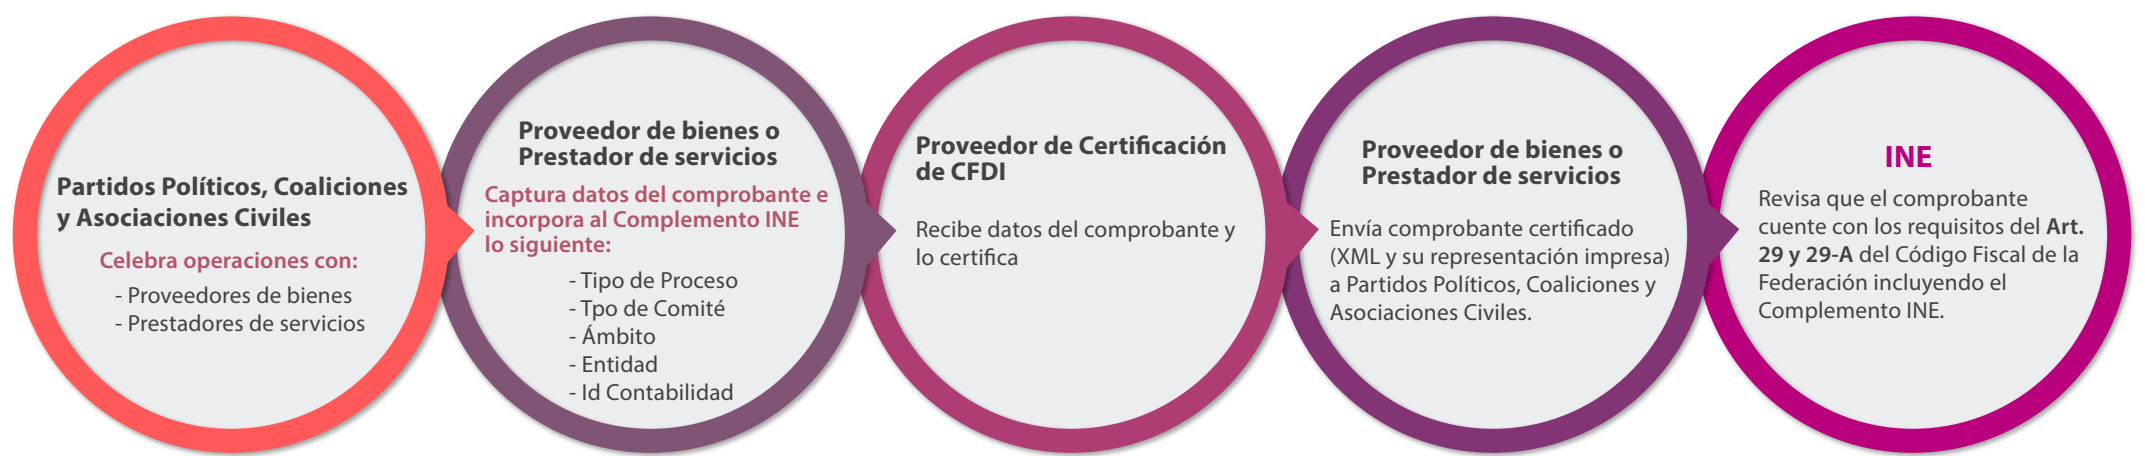 Partidos Políticos, Coaliciones
y Asociaciones Civiles
Celebra operaciones con:
- Proveedores de bienes
- Prestadores de servicios
Proveedor de bienes o
Prestador de servicios
Captura datos del comprobante e
incorpora al Complemento INE
lo siguiente:
- Tipo de Proceso
- Tpo de Comité
- Ámbito
- Entidad
- Id Contabilidad
Proveedor de Certificación
de CFDI
Recibe datos del comprobante y
lo certifica
Proveedor de bienes o
Prestador de servicios
Envía comprobante certificado
(XML y su representación impresa)
a Partidos Políticos, Coaliciones y
Asociaciones Civiles.
INE
Revisa que el comprobante
cuente con los requisitos del Art.
29 y 29-A del Código Fiscal de la
Federación incluyendo el
Complemento INE.